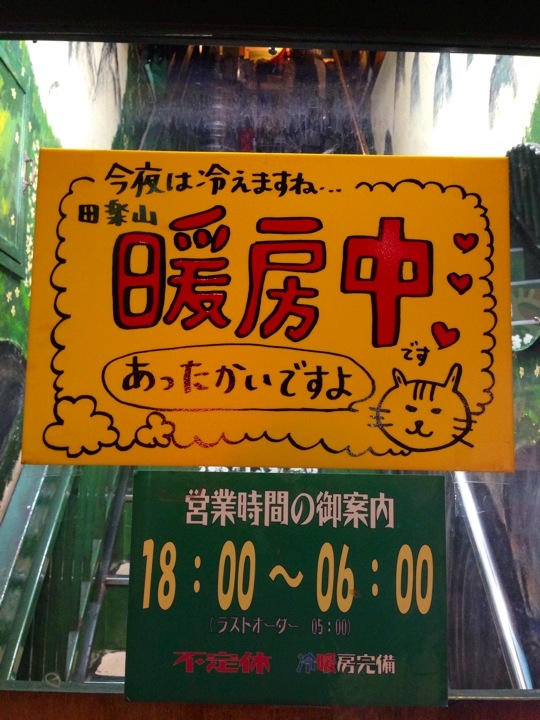 今夜は冷えますね…
田楽山
暖房中
です
あったかいですよ
営業時間の御案内
18:00〜06:00
(ラストオーダー 05:00)
不定休 冷暖房完備